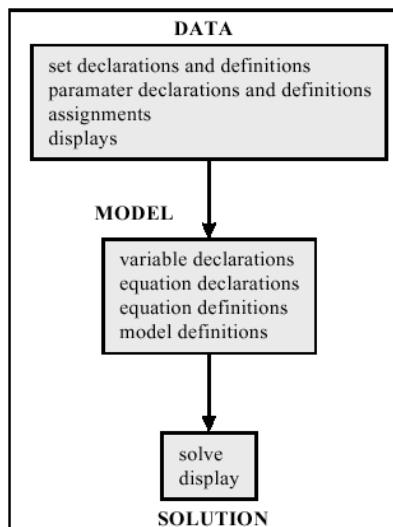 DATA
set declarations and definitions
paramater declarations and definitions
assignments
displays
MODEL
variable declarations
equation declarations
equation definitions
model definitions
solve
display
SOLUTION